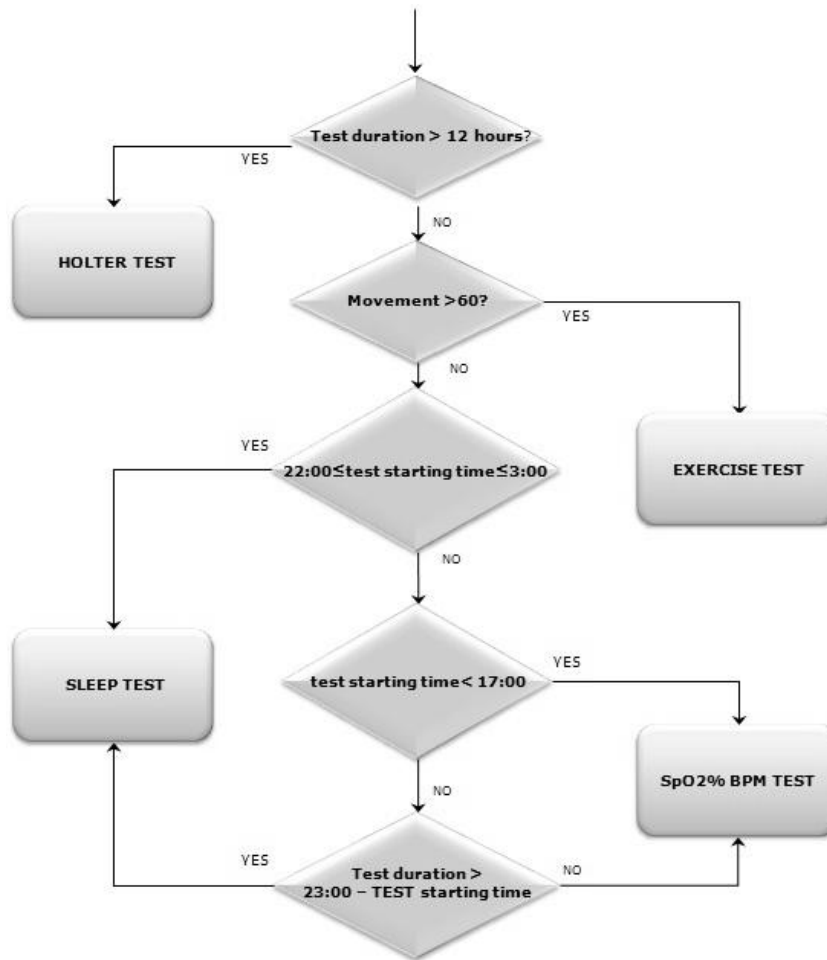 Test duration > 12 hours?
YES
NO
HOLTER TEST
Movement >60?
YES
NO
EXERCISE TEST
YES
22:00≤test starting time≤3:00
NO
SLEEP TEST
test starting time< 17:00
YES
NO
SpO2% BPM TEST
YES
Test duration >
23:00 – TEST starting time
NO